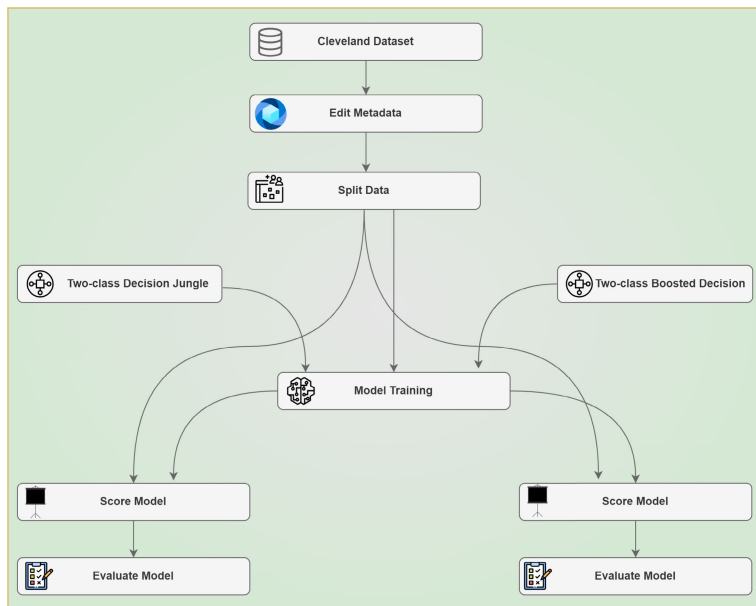 Cleveland Dataset
Edit Metadata
Split Data
Two-class Decision Jungle
Two-class Boosted Decision
Model Training
Score Model
Score Model
Evaluate Model
Evaluate Model